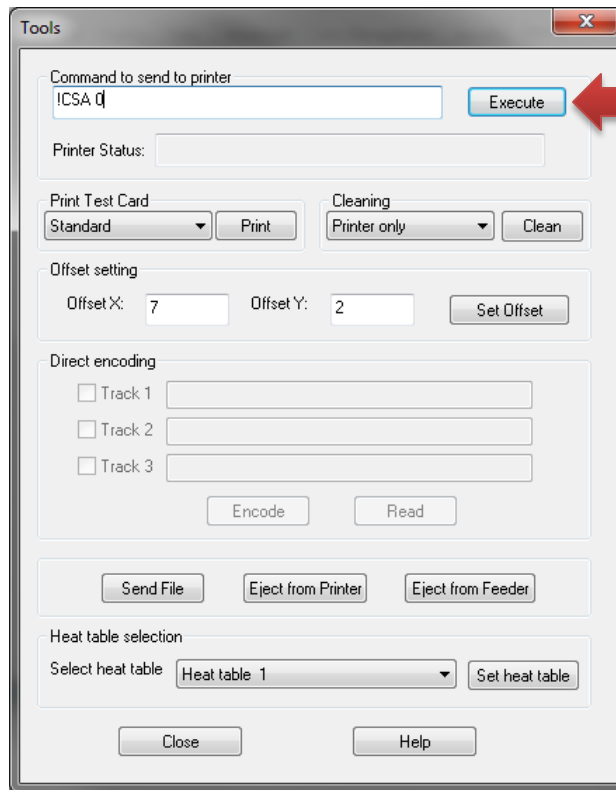 Tools
Command to send to printer
!CSA 0
Execute
Printer Status:
Print Test Card
Standard
Print
Cleaning
Printer only
Clean
Offset setting
Offset X:
7
Offset Y:
2
Set Offset
Direct encoding
Track 1
Track 2
Track 3
Encode
Read
Send File
Eject from Printer
Eject from Feeder
Heat table selection
Select heat table
Heat table 1
Set heat table
Close
Help